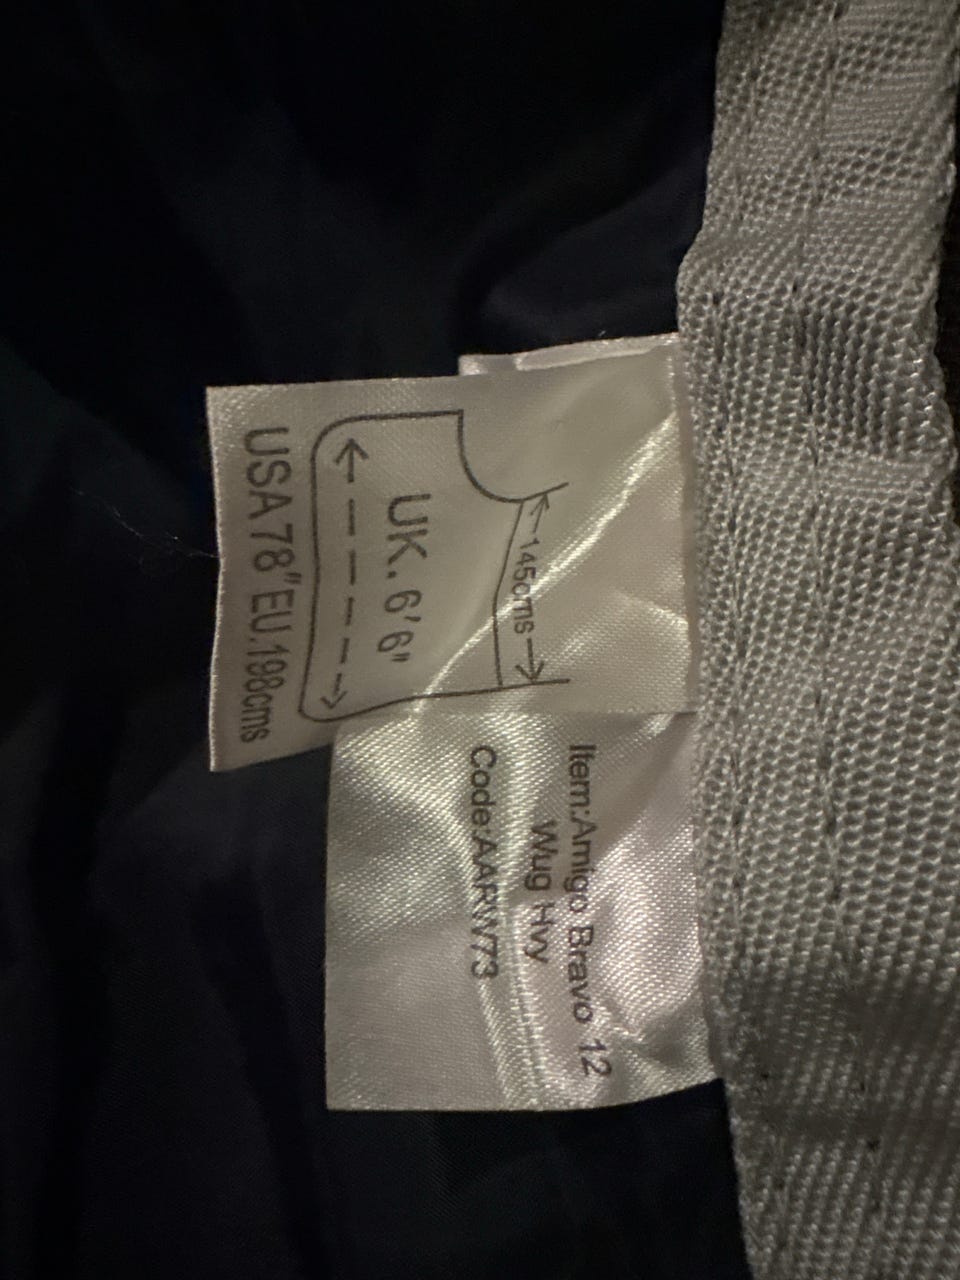 145cms
UK. 6'6"
USA 78" EU.198cms
Item:Amigo Bravo 12
Wug Hvy
Code:AARW73